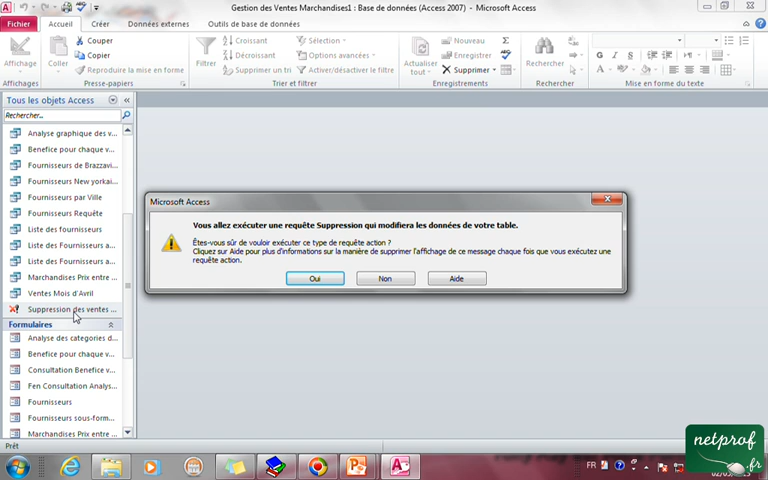 Gestion des Ventes Marchandises1 : Base de données (Access 2007) - Microsoft Access
Fichier Accueil Créer Données externes Outils de base de données
Affichage
Coller
Couper
Copier
Reproduire la mise en forme
Filtrer
Croissant
Décroissant
Supprimer un tri
Sélection
Options avancées
Activer/désactiver le filtre
Actualiser tout
Nouveau
Enregistrer
Supprimer
Rechercher
G I S
Affichages Presse-papiers Trier et filtrer Enregistrements Rechercher Mise en forme du texte
Tous les objets Access
Rechercher...
Analyse graphique des v...
Benefice pour chaque v...
Fournisseurs de Brazzavi...
Fournisseurs New yorkai...
Fournisseurs par Ville
Fournisseurs Requête
Liste des fournisseurs
Liste des Fournisseurs a...
Liste des Fournisseurs a...
Marchandises Prix entre ...
Ventes Mois d'Avril
Suppression des ventes ...
Formulaires
Analyse des categories d...
Benefice pour chaque v...
Consultation Benefice v...
Fen Consultation Analys...
Fournisseurs
Fournisseurs sous-form...
Marchandises Prix entre ...
Microsoft Access
Vous allez exécuter une requête Suppression qui modifiera les données de votre table.
Êtes-vous sûr de vouloir exécuter ce type de requête action ?
Cliquez sur Aide pour plus d'informations sur la manière de supprimer l'affichage de ce message chaque fois que vous exécutez une
requête action.
Oui Non Aide
Prêt
FR
netprof
.fr